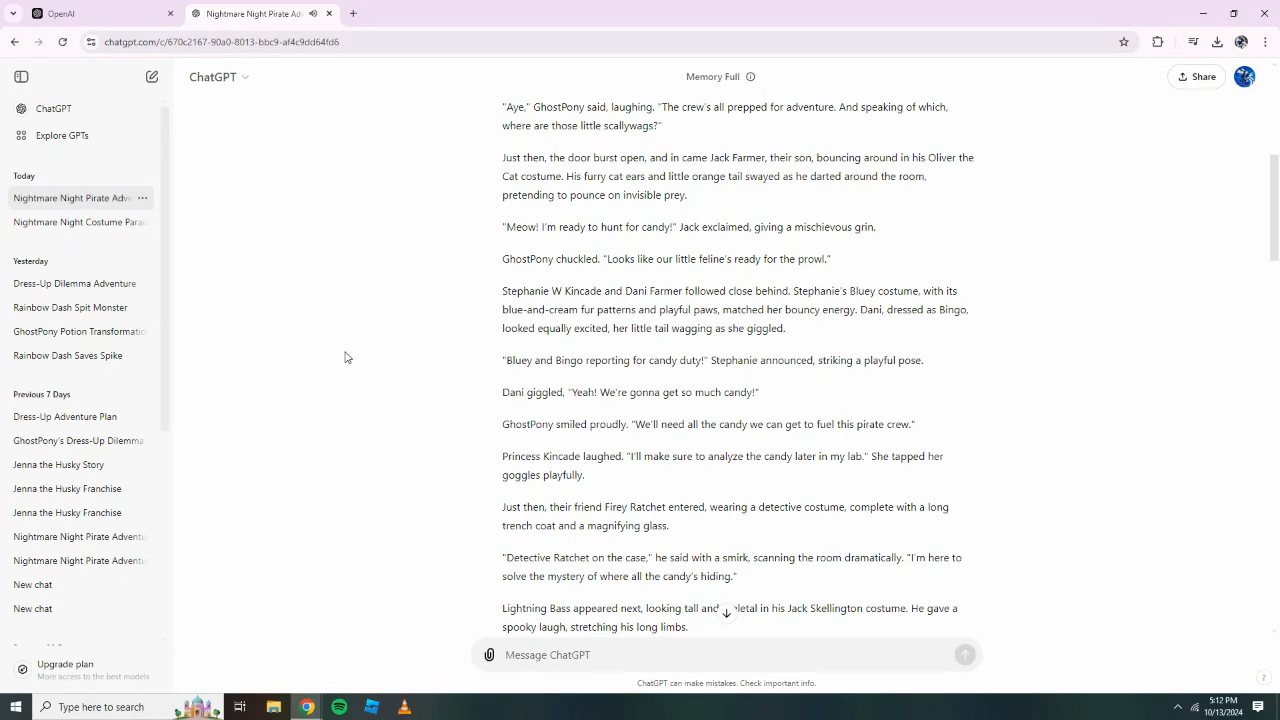 OpenAI
Nightmare Night Pirate Adv
chatgpt.com/c/670c2167-90a0-8013-bbc9-af4c9dd64fd6
ChatGPT
Memory Full
Share
ChatGPT
Explore GPTs
Today
Nightmare Night Pirate Adve
Nightmare Night Costume Para
Yesterday
Dress-Up Dilemma Adventure
Rainbow Dash Spit Monster
GhostPony Potion Transformatio
Rainbow Dash Saves Spike
Previous 7 Days
Dress-Up Adventure Plan
GhostPony's Dress-Up Dilemma
Jenna the Husky Story
Jenna the Husky Franchise
Jenna the Husky Franchise
Nightmare Night Pirate Adventu
Nightmare Night Pirate Adventu
New chat
New chat
Upgrade plan
More access to the best models
"Aye," GhostPony said, laughing. "The crew's all prepped for adventure. And speaking of which,
where are those little scallywags?"
Just then, the door burst open, and in came Jack Farmer, their son, bouncing around in his Oliver the
Cat costume. His furry cat ears and little orange tail swayed as he darted around the room,
pretending to pounce on invisible prey.
"Meow! I'm ready to hunt for candy!" Jack exclaimed, giving a mischievous grin.
GhostPony chuckled. "Looks like our little feline's ready for the prowl."
Stephanie W Kincade and Dani Farmer followed close behind. Stephanie's Bluey costume, with its
blue-and-cream fur patterns and playful paws, matched her bouncy energy. Dani, dressed as Bingo,
looked equally excited, her little tail wagging as she giggled.
"Bluey and Bingo reporting for candy duty!" Stephanie announced, striking a playful pose.
Dani giggled, "Yeah! We're gonna get so much candy!"
GhostPony smiled proudly. "We'll need all the candy we can get to fuel this pirate crew."
Princess Kincade laughed. "I'll make sure to analyze the candy later in my lab." She tapped her
goggles playfully.
Just then, their friend Firey Ratchet entered, wearing a detective costume, complete with a long
trench coat and a magnifying glass.
"Detective Ratchet on the case," he said with a smirk, scanning the room dramatically. "I'm here to
solve the mystery of where all the candy's hiding."
Lightning Bass appeared next, looking tall and eletal in his Jack Skellington costume. He gave a
spooky laugh, stretching his long limbs.
Message ChatGPT
ChatGPT can make mistakes. Check important info.
?
Type here to search
5:12 PM
10/13/2024